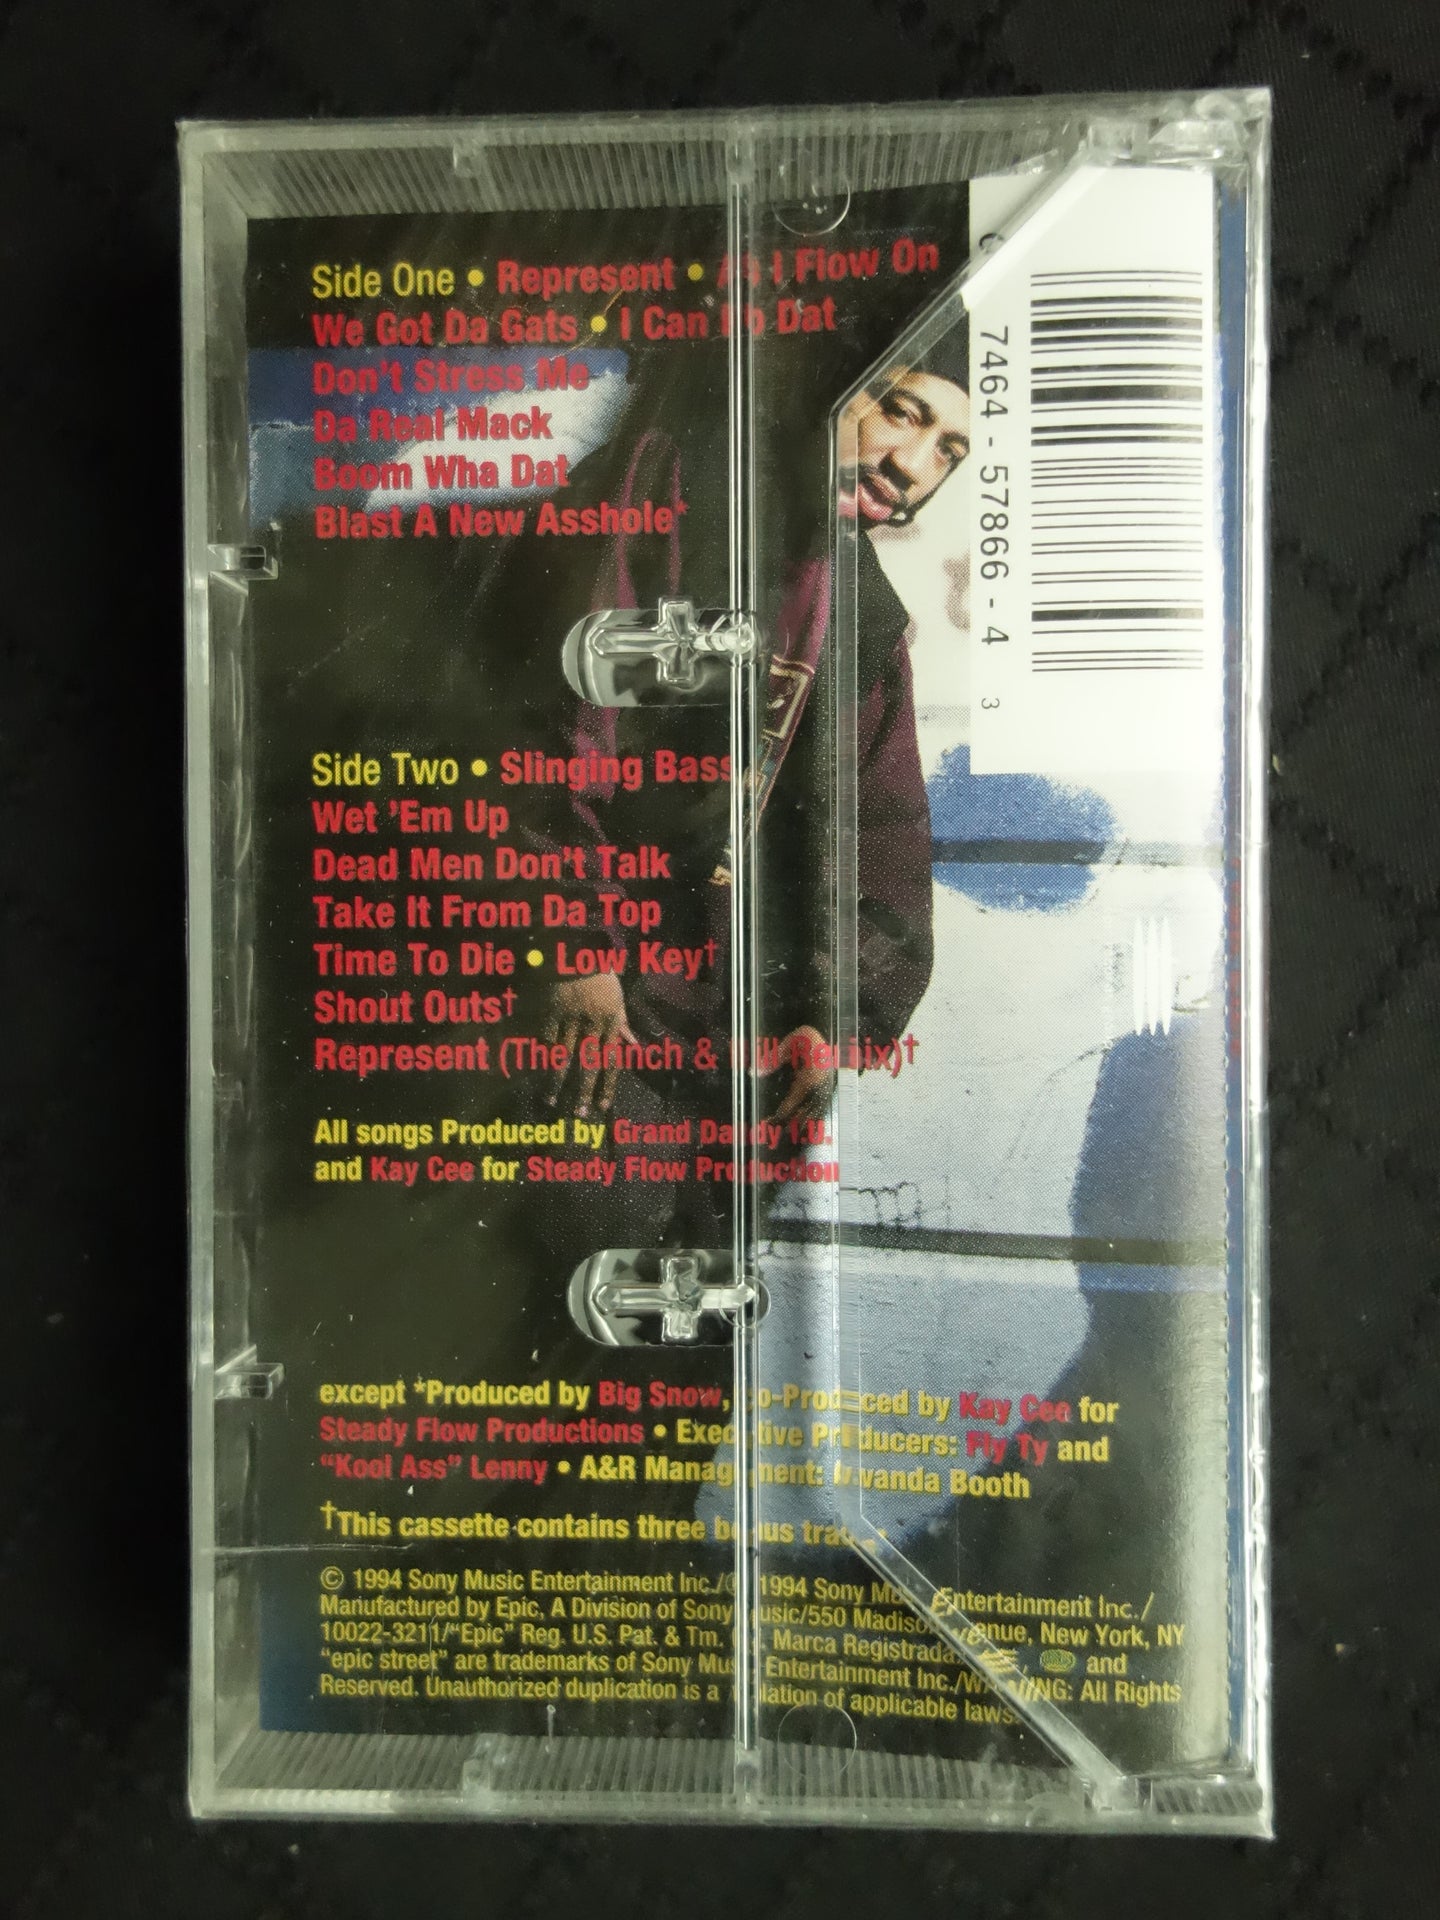 Side One • Represent • As I Flow On
We Got Da Gats • I Can Do Dat
Don't Stress Me
Da Real Mack
Boom Wha Dat
Blast A New Asshole*
Side Two • Slinging Bass
Wet 'Em Up
Dead Men Don't Talk
Take It From Da Top
Time To Die • Low Key†
Shout Outs†
Represent (The Grinch & Remix)†
All songs Produced by Grand Daddy I.U.
and Kay Cee for Steady Flow Production
except *Produced by Big Snow, Co-Produced by Kay Cee for
Steady Flow Productions • Executive Producers: Fly Ty and
"Kool Ass" Lenny • A&R Management: Booth
†This cassette contains three bonus tracks.
© 1994 Sony Music Entertainment Inc./℗ 1994 Sony Music Entertainment Inc./
Manufactured by Epic, A Division of Sony Music/550 Madison Avenue, New York, NY
10022-3211/"Epic" Reg. U.S. Pat. & Tm. Marca Registrada/ and
"epic street" are trademarks of Sony Music Entertainment Inc./WARNING: All Rights
Reserved. Unauthorized duplication is a violation of applicable laws.
7464-57866-4 3